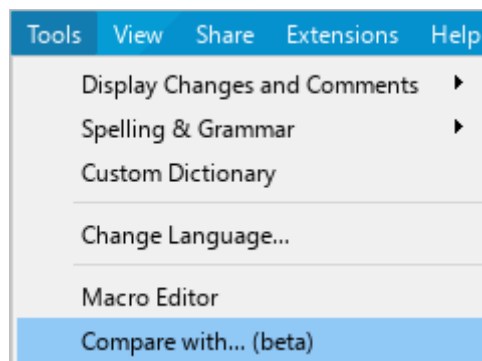 Tools View Share Extensions Help
Display Changes and Comments
Spelling & Grammar
Custom Dictionary
Change Language...
Macro Editor
Compare with... (beta)